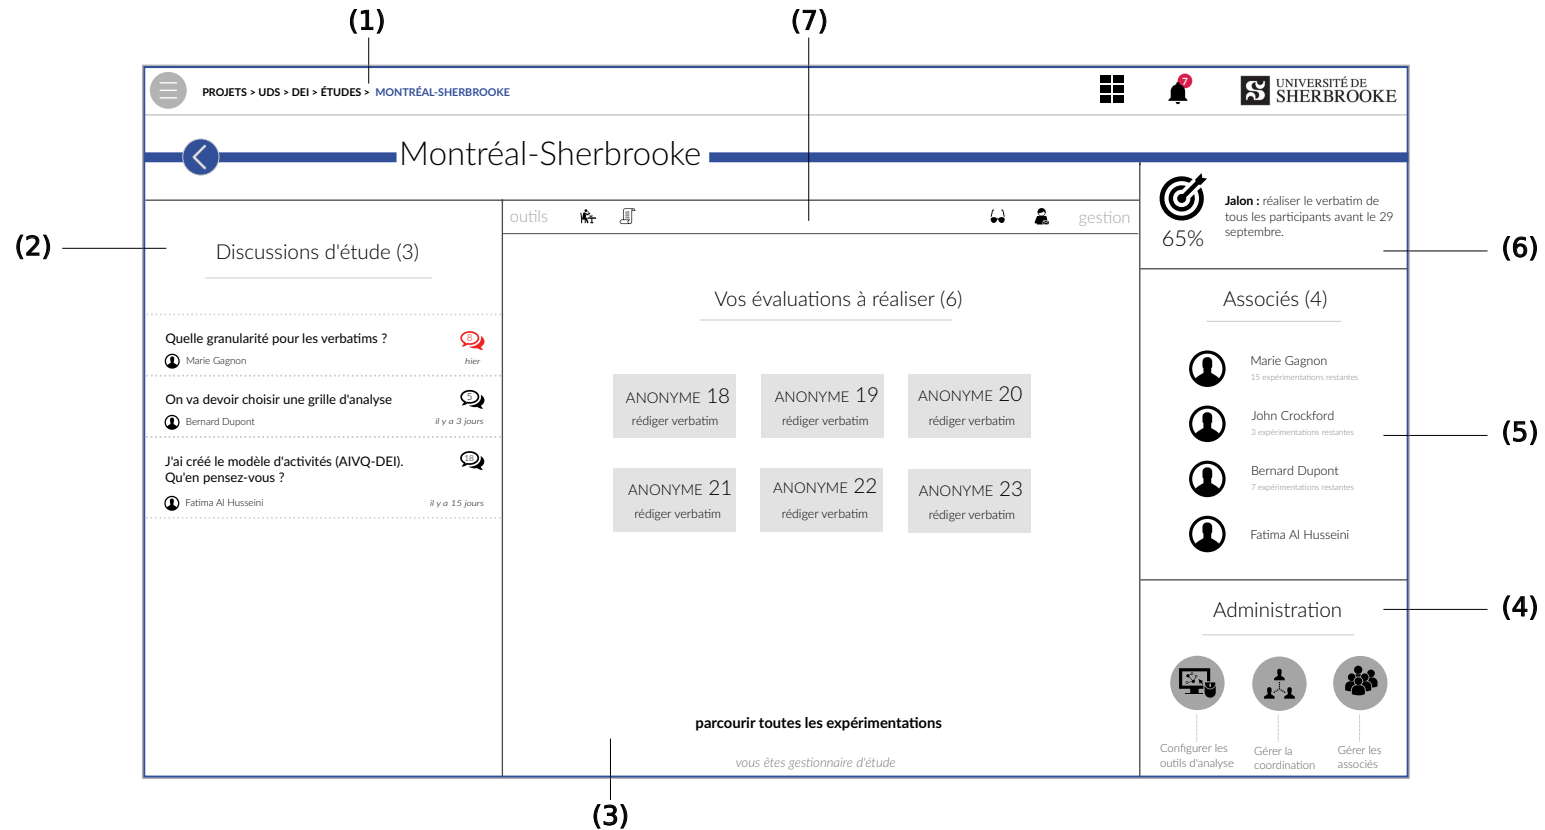 (1)
(7)
PROJETS > UDS > DEI > ÉTUDES > MONTRÉAL-SHERBROOKE
7
UNIVERSITÉ DE
SHERBROOKE
Montréal-Sherbrooke
(2)
Discussions d'étude (3)
Quelle granularité pour les verbatims ?
8
Marie Gagnon
hier
On va devoir choisir une grille d'analyse
5
Bernard Dupont
il y a 3 jours
J'ai créé le modèle d'activités (AIVQ-DEI).
Qu'en pensez-vous ?
18
Fatima Al Husseini
il y a 15 jours
outils
gestion
Vos évaluations à réaliser (6)
ANONYME 18
rédiger verbatim
ANONYME 19
rédiger verbatim
ANONYME 20
rédiger verbatim
ANONYME 21
rédiger verbatim
ANONYME 22
rédiger verbatim
ANONYME 23
rédiger verbatim
parcourir toutes les expérimentations
vous êtes gestionnaire d'étude
(3)
65%
Jalon : réaliser le verbatim de
tous les participants avant le 29
septembre.
(6)
Associés (4)
Marie Gagnon
15 expérimentations restantes
John Crockford
3 expérimentations restantes
(5)
Bernard Dupont
7 expérimentations restantes
Fatima Al Husseini
Administration
(4)
Configurer les
outils d'analyse
Gérer la
coordination
Gérer les
associés